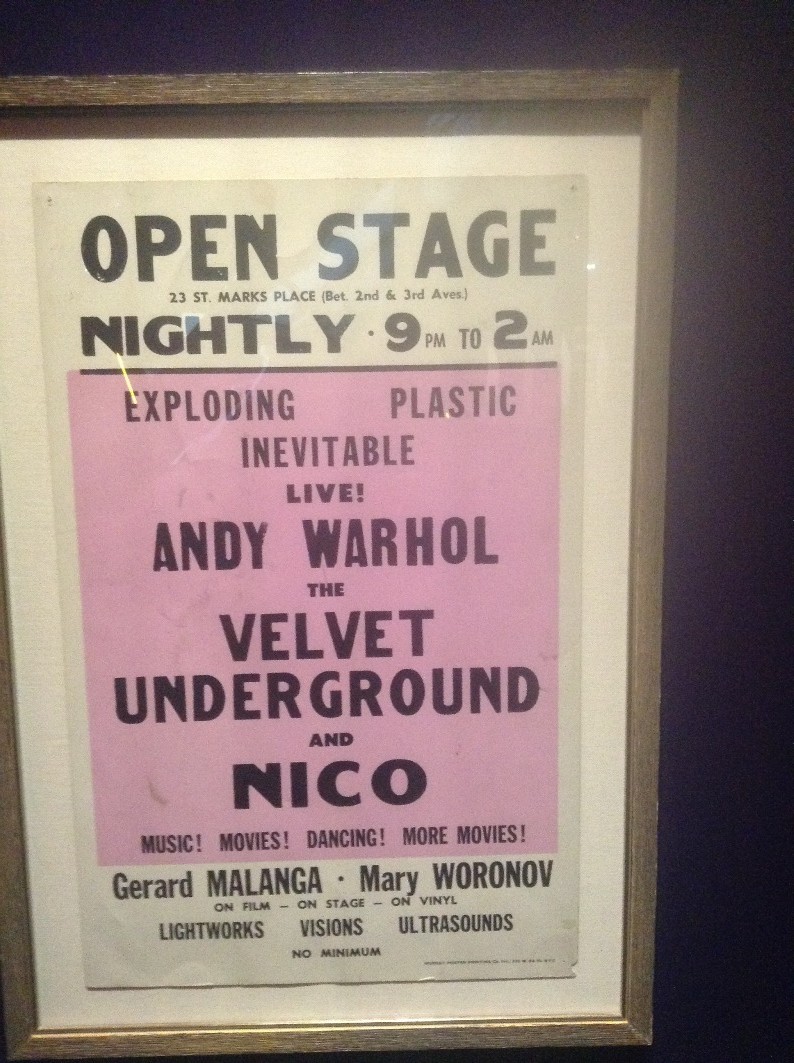 OPEN STAGE
23 ST. MARKS PLACE (Bet. 2nd & 3rd Aves.)
NIGHTLY · 9 PM TO 2 AM
EXPLODING PLASTIC
INEVITABLE
LIVE!
ANDY WARHOL
THE
VELVET
UNDERGROUND
AND
NICO
MUSIC! MOVIES! DANCING! MORE MOVIES!
Gerard MALANGA · Mary WORONOV
ON FILM — ON STAGE — ON VINYL
LIGHTWORKS VISIONS ULTRASOUNDS
NO MINIMUM